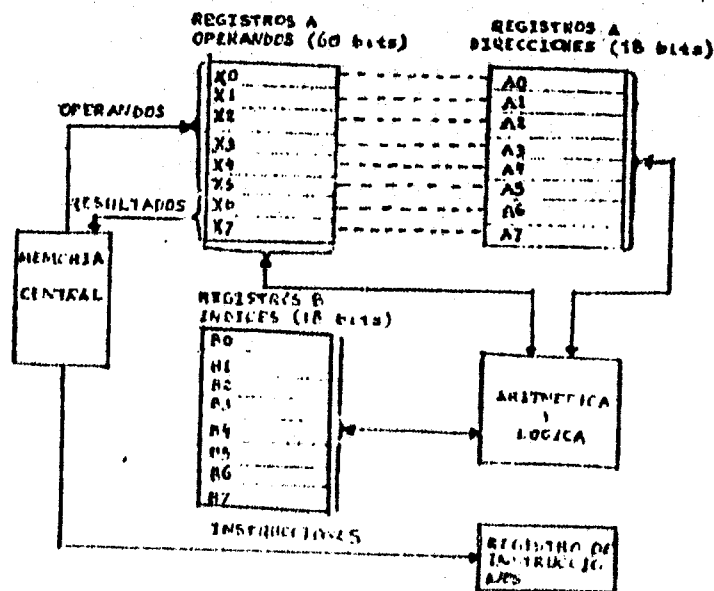 REGISTROS A
OPERANDOS (60 bits)
REGISTROS A
DIRECCIONES (18 bits)
X0
X1
X2
X3
X4
X5
X6
X7
A0
A1
A2
A3
A4
A5
A6
A7
OPERANDOS
RESULTADOS
MEMORIA
CENTRAL
REGISTROS B
INDICES (18 bits)
B0
B1
B2
B3
B4
B5
B6
B7
ARITMETICA
Y
LOGICA
INSTRUCCIONES
REGISTRO DE
INSTRUCCIO
NES